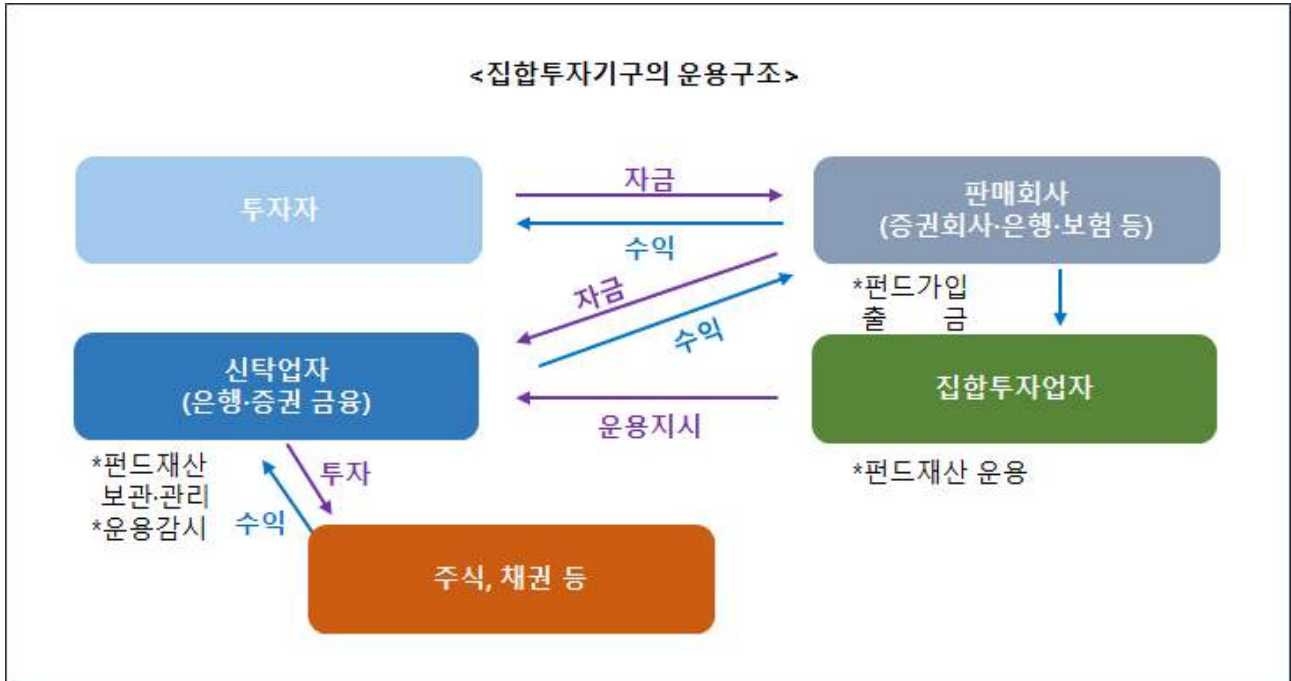 <집합투자기구의 운용구조>
투자자
자금
수익
판매회사
(증권회사·은행·보험 등)
자금
수익
*펀드가입
출 금
신탁업자
(은행·증권 금융)
운용지시
집합투자업자
*펀드재산
보관·관리
*운용감시
투자
수익
*펀드재산 운용
주식, 채권 등